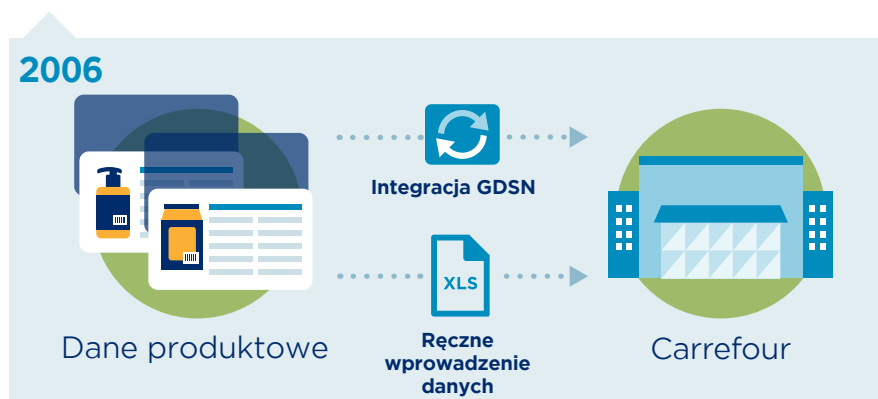 2006
Integracja GDSN
XLS
Ręczne
wprowadzenie
danych
Dane produktowe
Carrefour